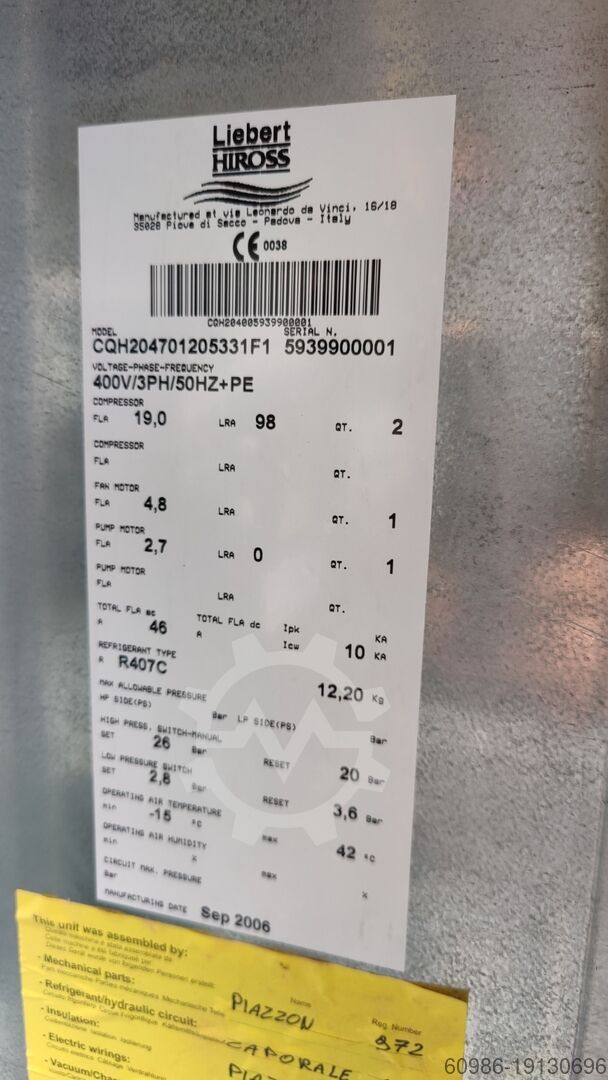 Liebert
HIROSS
Manufactured at via Leonardo da Vinci, 16/18
35028 Piove di Sacco - Padova - Italy
CE 0038
CQH204005939900001
MODEL SERIAL N.
CQH204701205331F1 5939900001
VOLTAGE-PHASE-FREQUENCY
400V/3PH/50HZ+PE
COMPRESSOR
FLA 19,0 LRA 98 QT. 2
COMPRESSOR
FLA LRA QT.
FAN MOTOR
FLA 4,8 LRA QT. 1
PUMP MOTOR
FLA 2,7 LRA 0 QT. 1
PUMP MOTOR
FLA LRA QT.
TOTAL FLA ac TOTAL FLA dc Ipk KA
A 46 A Icw 10 KA
REFRIGERANT TYPE
R R407C 12,20 Kg
MAX ALLOWABLE PRESSURE
HP SIDE(PS) Bar LP SIDE(PS) Bar
HIGH PRESS. SWITCH-MANUAL
SET 26 Bar RESET 20 Bar
LOW PRESSURE SWITCH
SET 2,8 Bar RESET 3,6 Bar
OPERATING AIR TEMPERATURE
min -15 °C max 42 °C
OPERATING AIR HUMIDITY
min % max %
CIRCUIT MAX. PRESSURE
Bar
MANUFACTURING DATE Sep 2006
This unit was assembled by:
Name Reg. Number
- Mechanical parts:
PIAZZON 972
- Refrigerant/hydraulic circuit:
- Insulation:
CAPORALE
- Electric wirings:
- Vacuum/Cha
60986-19130696